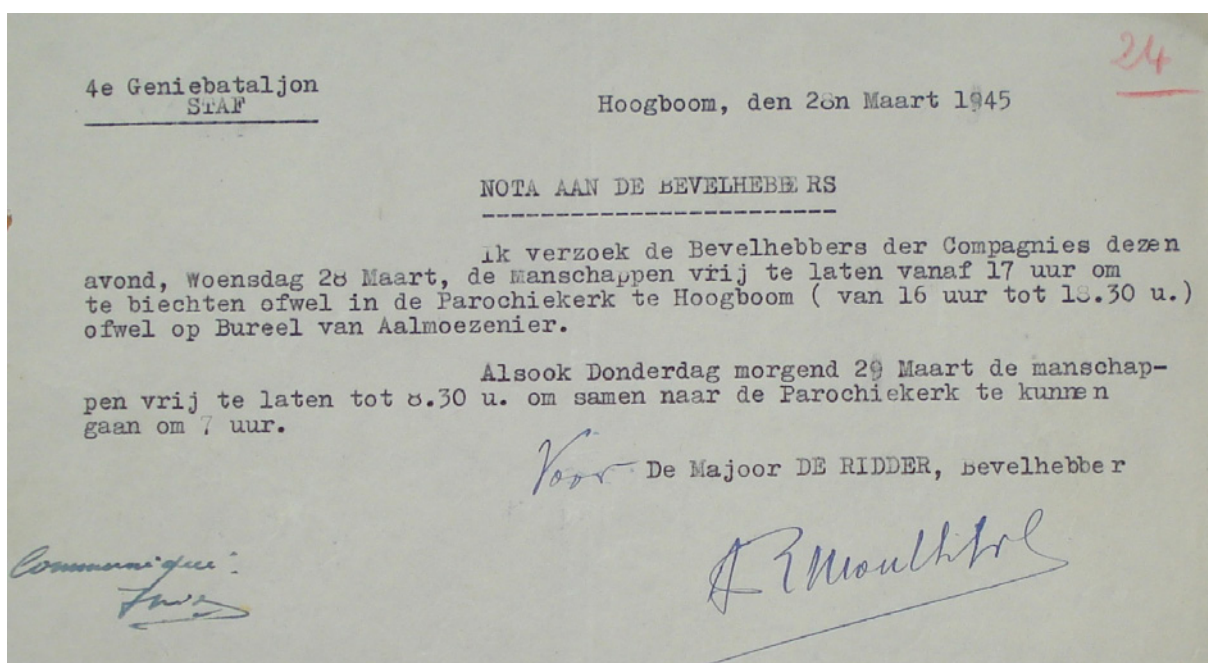 24
4e Geniebataljon
STAF
Hoogboom, den 28n Maart 1945
NOTA AAN DE BEVELHEBBERS
Ik verzoek de Bevelhebbers der Compagnies dezen
avond, Woensdag 28 Maart, de manschappen vrij te laten vanaf 17 uur om
te biechten ofwel in de Parochiekerk te Hoogboom ( van 16 uur tot 18.30 u.)
ofwel op Bureel van Aalmoezenier.
Alsook Donderdag morgend 29 Maart de manschap-
pen vrij te laten tot 8.30 u. om samen naar de Parochiekerk te kunnen
gaan om 7 uur.
Voor De Majoor DE RIDDER, Bevelhebber
Communiqué: